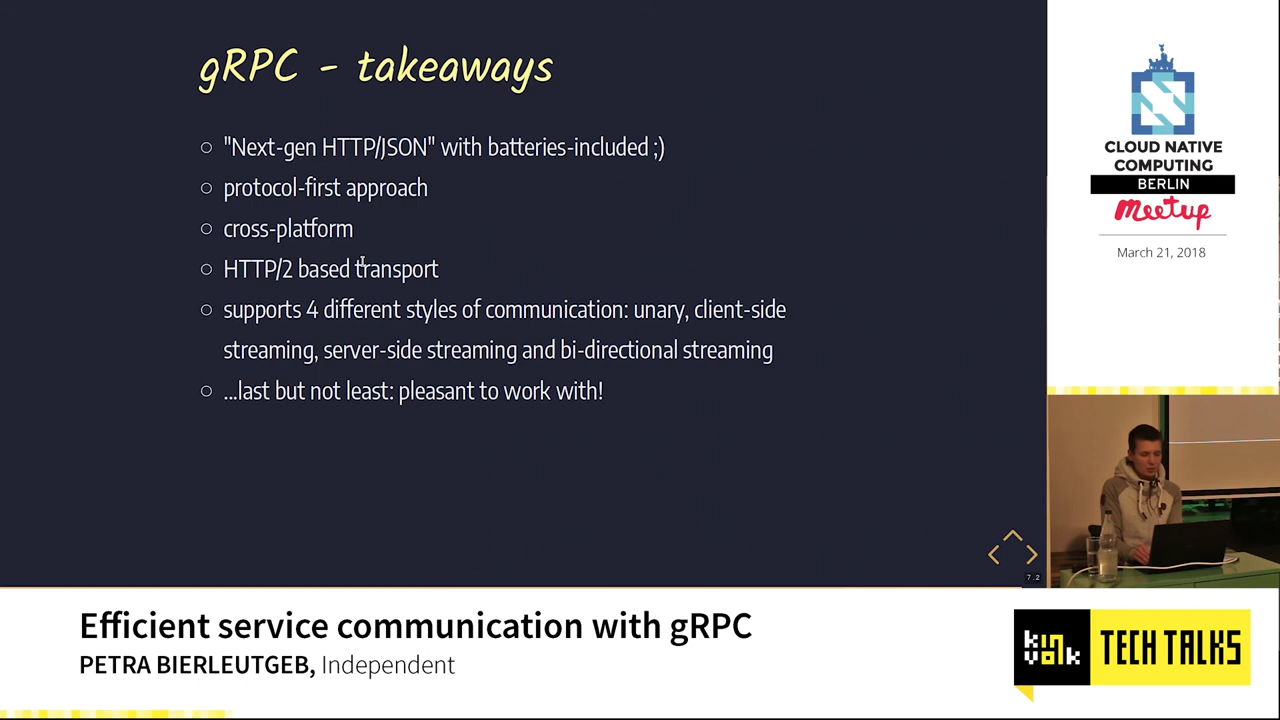 gRPC - takeaways
"Next-gen HTTP/JSON" with batteries-included ;)
protocol-first approach
cross-platform
HTTP/2 based transport
supports 4 different styles of communication: unary, client-side
streaming, server-side streaming and bi-directional streaming
...last but not least: pleasant to work with!
7.2
CLOUD NATIVE
COMPUTING
BERLIN
meetup
March 21, 2018
Efficient service communication with gRPC
PETRA BIERLEUTGEB, Independent
kinvolk
TECH TALKS